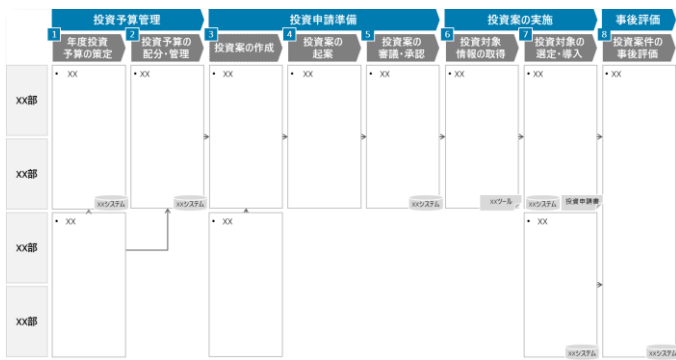 投資予算管理
投資申請準備
投資案の実施
事後評価
1
年度投資
予算の策定
2
投資予算の
配分・管理
3
投資案の作成
4
投資案の
起案
5
投資案の
審議・承認
6
投資対象
情報の取得
7
投資対象の
選定・導入
8
投資案件の
事後評価
XX部
• XX
• XX
• XX
• XX
• XX
• XX
• XX
• XX
XX部
xxシステム
xxシステム
xxシステム
xxツール
xxシステム
投資申請書
XX部
• XX
• XX
• XX
XX部
xxシステム
xxシステム